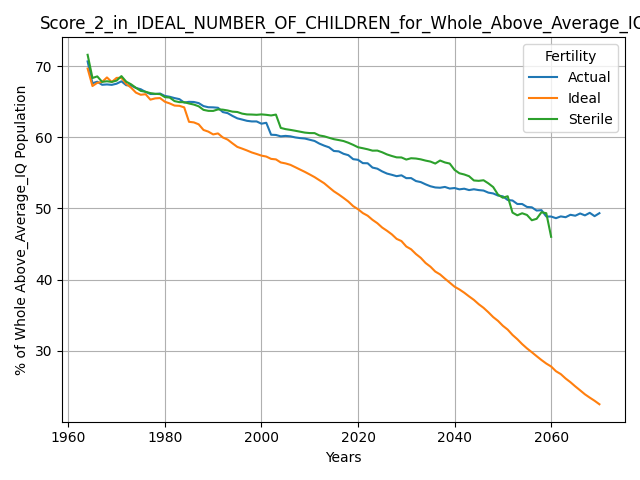 Score_2_in_IDEAL_NUMBER_OF_CHILDREN_for_Whole_Above_Average_IQ
% of Whole Above_Average_IQ Population
70
60
50
40
30
Fertility
Actual
Ideal
Sterile
1960 1980 2000 2020 2040 2060
Years